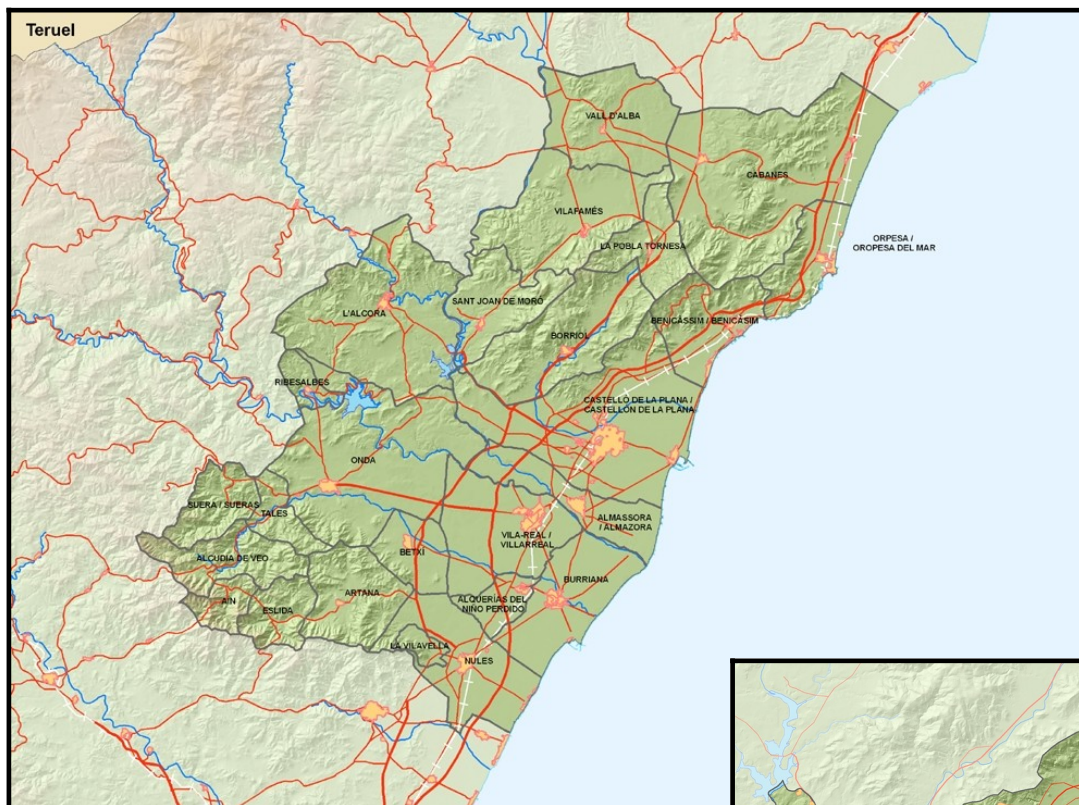 Teruel
VALL D'ALBA
CABANES
VILAFAMÉS
ORPESA /
OROPESA DEL MAR
LA POBLA TORNESA
SANT JOAN DE MORÓ
L'ALCORA
BENICÀSSIM / BENICASIM
BORRIOL
RIBESALBES
CASTELLÓ DE LA PLANA /
CASTELLÓN DE LA PLANA
ONDA
SUERA / SUERAS
TALES
ALMASSORA
/ ALMAZORA
VILA-REAL /
VILLARREAL
BETXÍ
ALCUDIA DE VEO
BURRIANA
ARTANA
ALQUERÍAS DEL
NIÑO PERDIDO
AÍN
ESLIDA
LA VILAVELLA
NULES